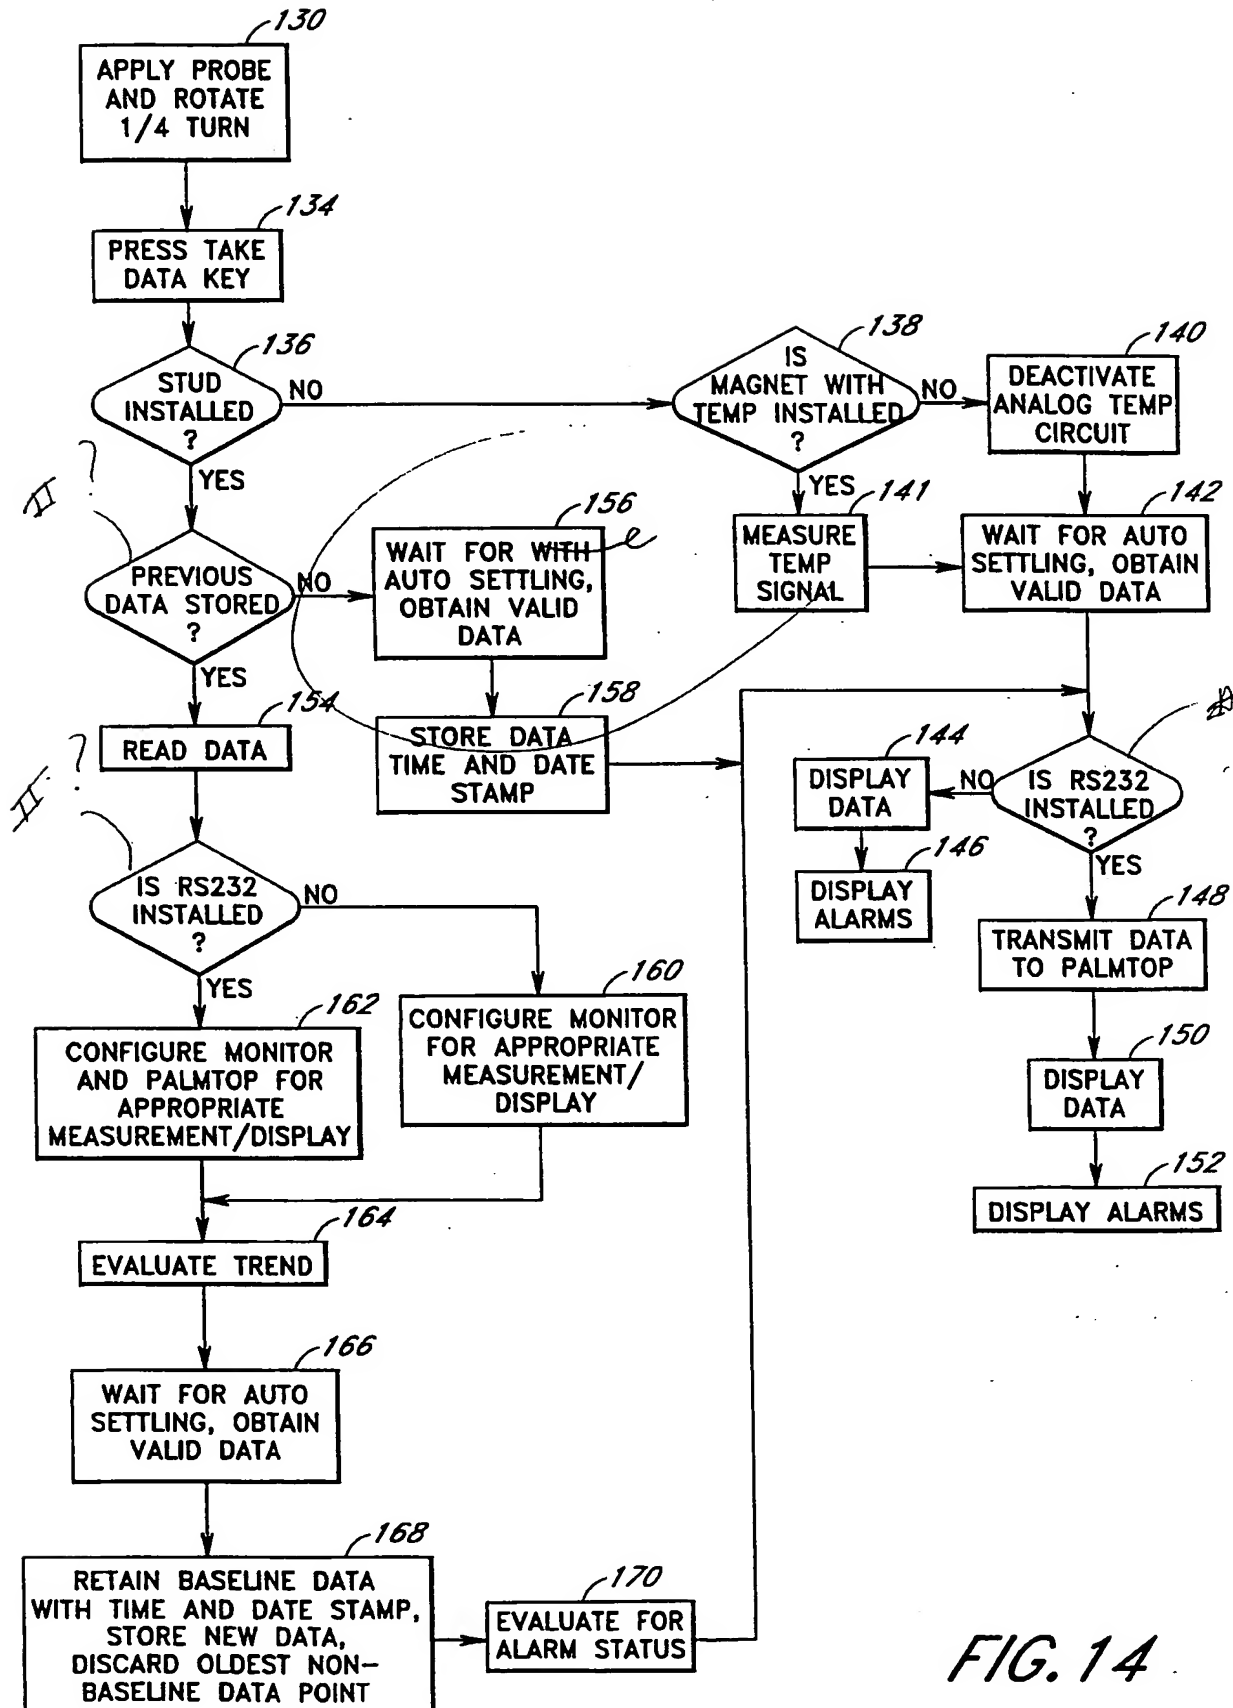 130
APPLY PROBE
AND ROTATE
1/4 TURN
134
PRESS TAKE
DATA KEY
136
STUD
INSTALLED
?
NO
YES
138
IS
MAGNET WITH
TEMP INSTALLED
?
NO
YES
140
DEACTIVATE
ANALOG TEMP
CIRCUIT
141
MEASURE
TEMP
SIGNAL
142
WAIT FOR AUTO
SETTLING, OBTAIN
VALID DATA
II ?
PREVIOUS
DATA STORED
?
NO
YES
156
WAIT FOR WITH
AUTO SETTLING,
OBTAIN VALID
DATA
158
STORE DATA
TIME AND DATE
STAMP
154
READ DATA
II ?
IS RS232
INSTALLED
?
NO
YES
IS RS232
INSTALLED
?
NO
YES
144
DISPLAY
DATA
146
DISPLAY
ALARMS
148
TRANSMIT DATA
TO PALMTOP
150
DISPLAY
DATA
152
DISPLAY ALARMS
160
CONFIGURE MONITOR
FOR APPROPRIATE
MEASUREMENT/
DISPLAY
162
CONFIGURE MONITOR
AND PALMTOP FOR
APPROPRIATE
MEASUREMENT/DISPLAY
164
EVALUATE TREND
166
WAIT FOR AUTO
SETTLING, OBTAIN
VALID DATA
168
RETAIN BASELINE DATA
WITH TIME AND DATE STAMP,
STORE NEW DATA,
DISCARD OLDEST NON-
BASELINE DATA POINT
170
EVALUATE FOR
ALARM STATUS
FIG. 14